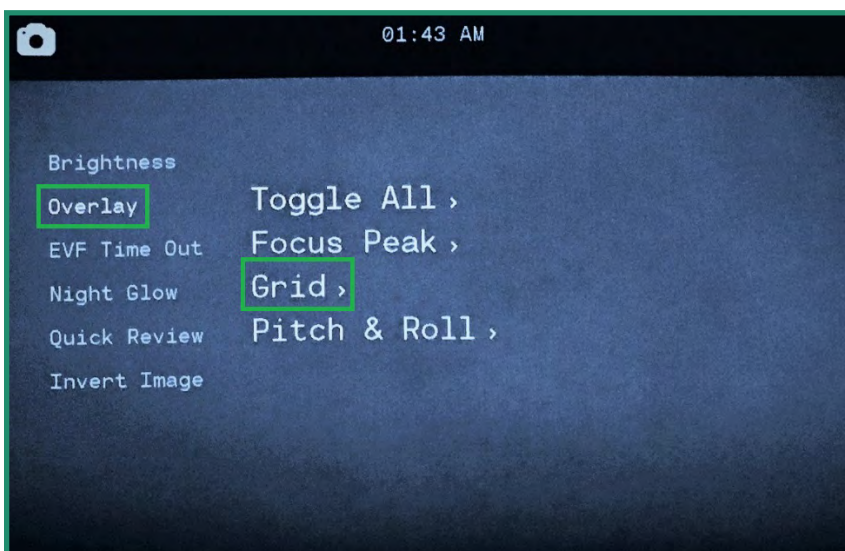 01:43 AM
Brightness
Overlay
EVF Time Out
Night Glow
Quick Review
Invert Image
Toggle All ›
Focus Peak ›
Grid ›
Pitch & Roll ›